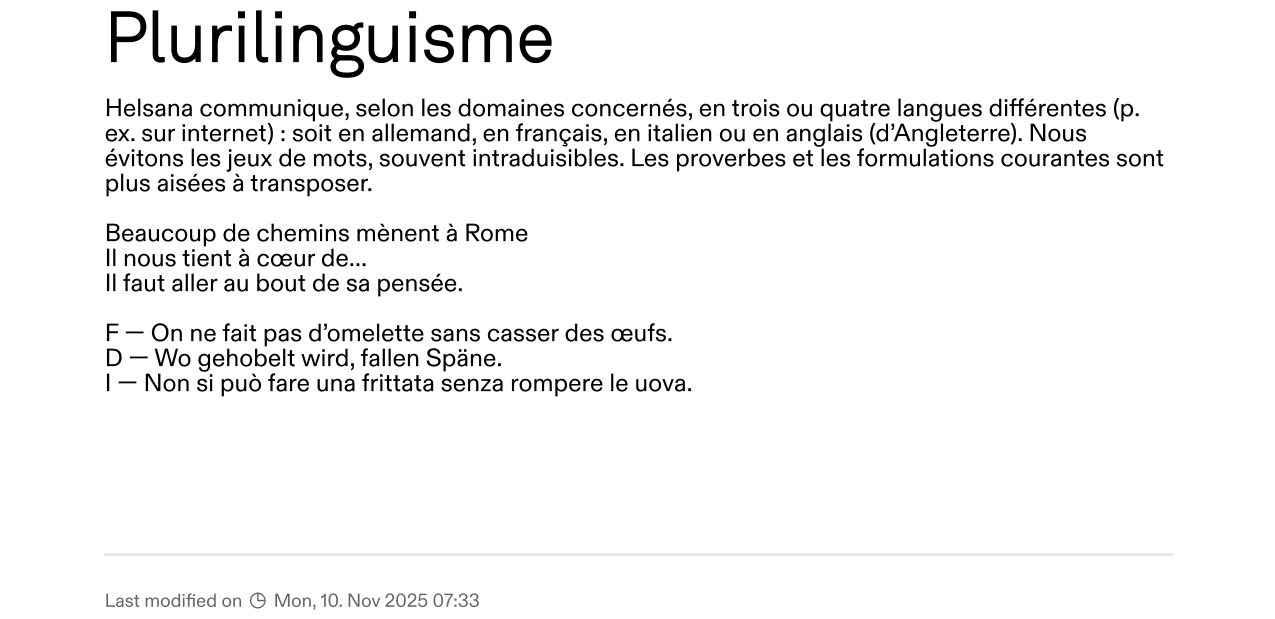 Plurilinguisme
Helsana communique, selon les domaines concernés, en trois ou quatre langues différentes (p.
ex. sur internet) : soit en allemand, en français, en italien ou en anglais (d’Angleterre). Nous
évitons les jeux de mots, souvent intraduisibles. Les proverbes et les formulations courantes sont
plus aisées à transposer.
Beaucoup de chemins mènent à Rome
Il nous tient à cœur de...
Il faut aller au bout de sa pensée.
F — On ne fait pas d’omelette sans casser des œufs.
D — Wo gehobelt wird, fallen Späne.
I — Non si può fare una frittata senza rompere le uova.
Last modified on Mon, 10. Nov 2025 07:33